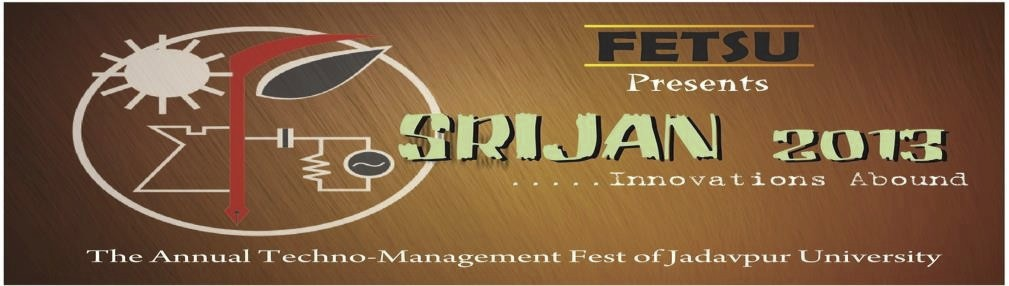 FETSU
Presents
SRIJAN 2013
.....Innovations Abound
The Annual Techno-Management Fest of Jadavpur University